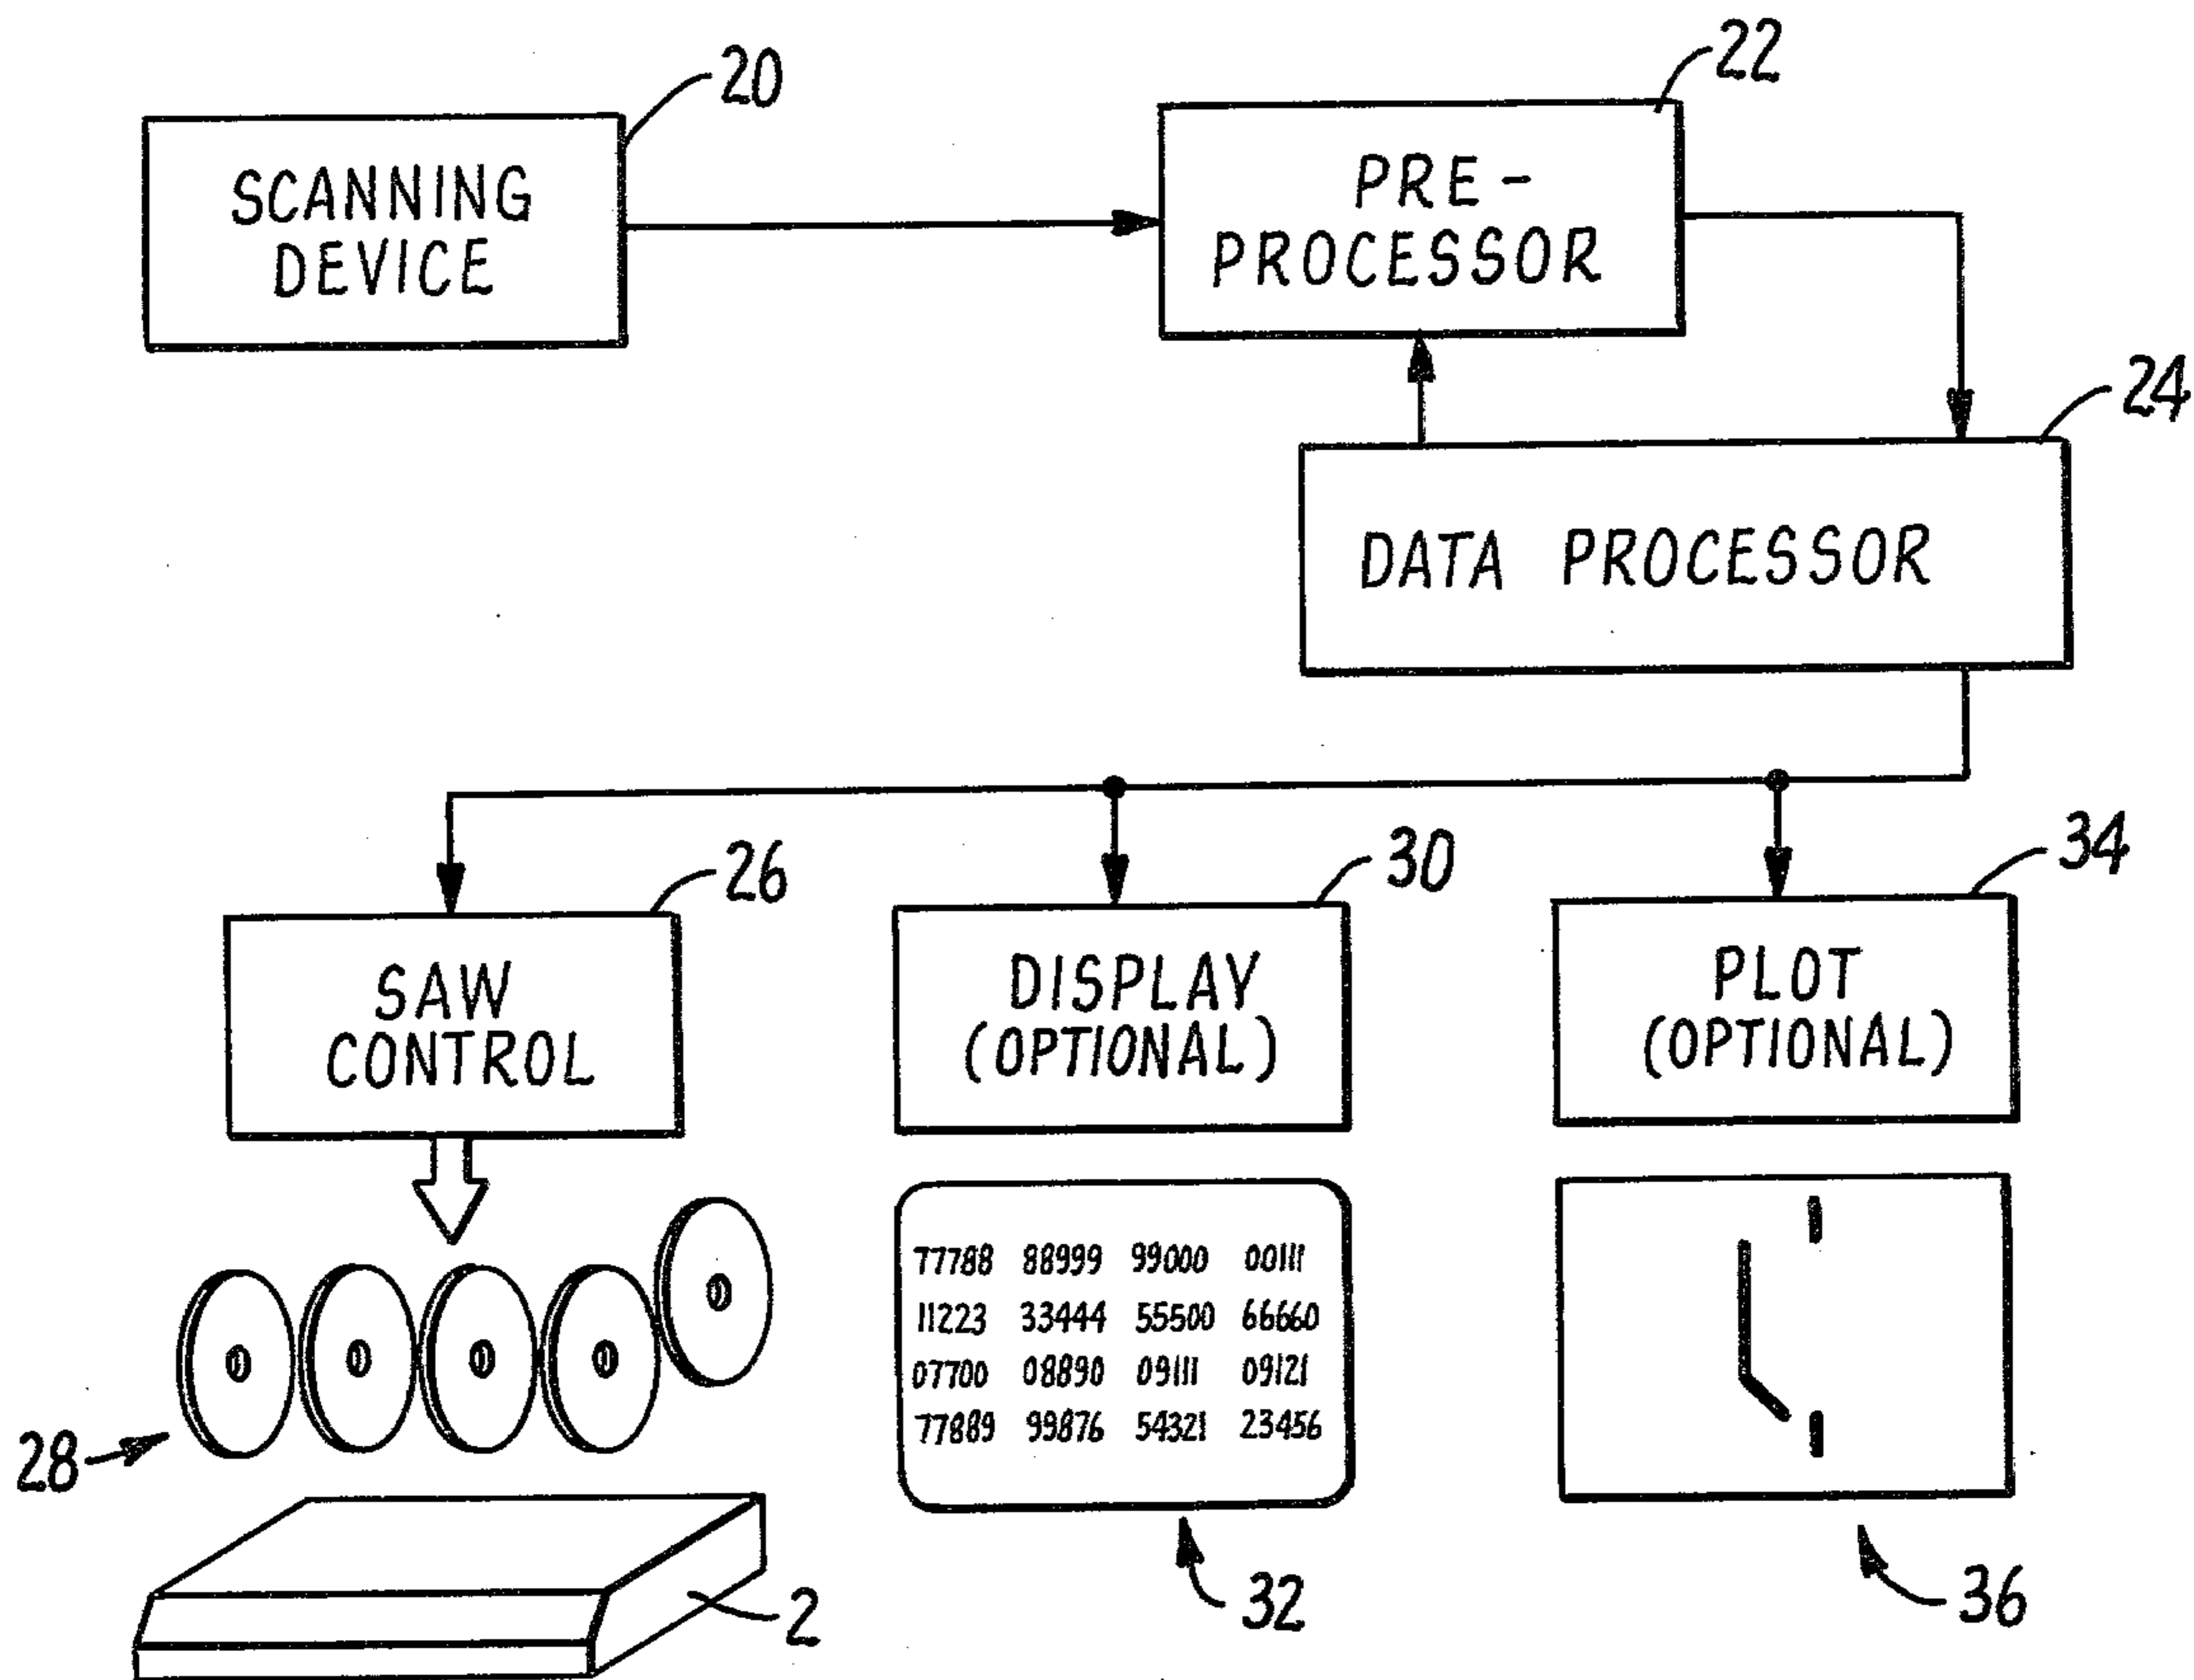 20
22
SCANNING
DEVICE
PRE-
PROCESSOR
24
DATA PROCESSOR
26
30
34
SAW
CONTROL
DISPLAY
(OPTIONAL)
PLOT
(OPTIONAL)
77788 88999 99000 00111
11223 33444 55500 66660
07700 08890 09111 09121
77889 99876 54321 23456
28
2
32
36